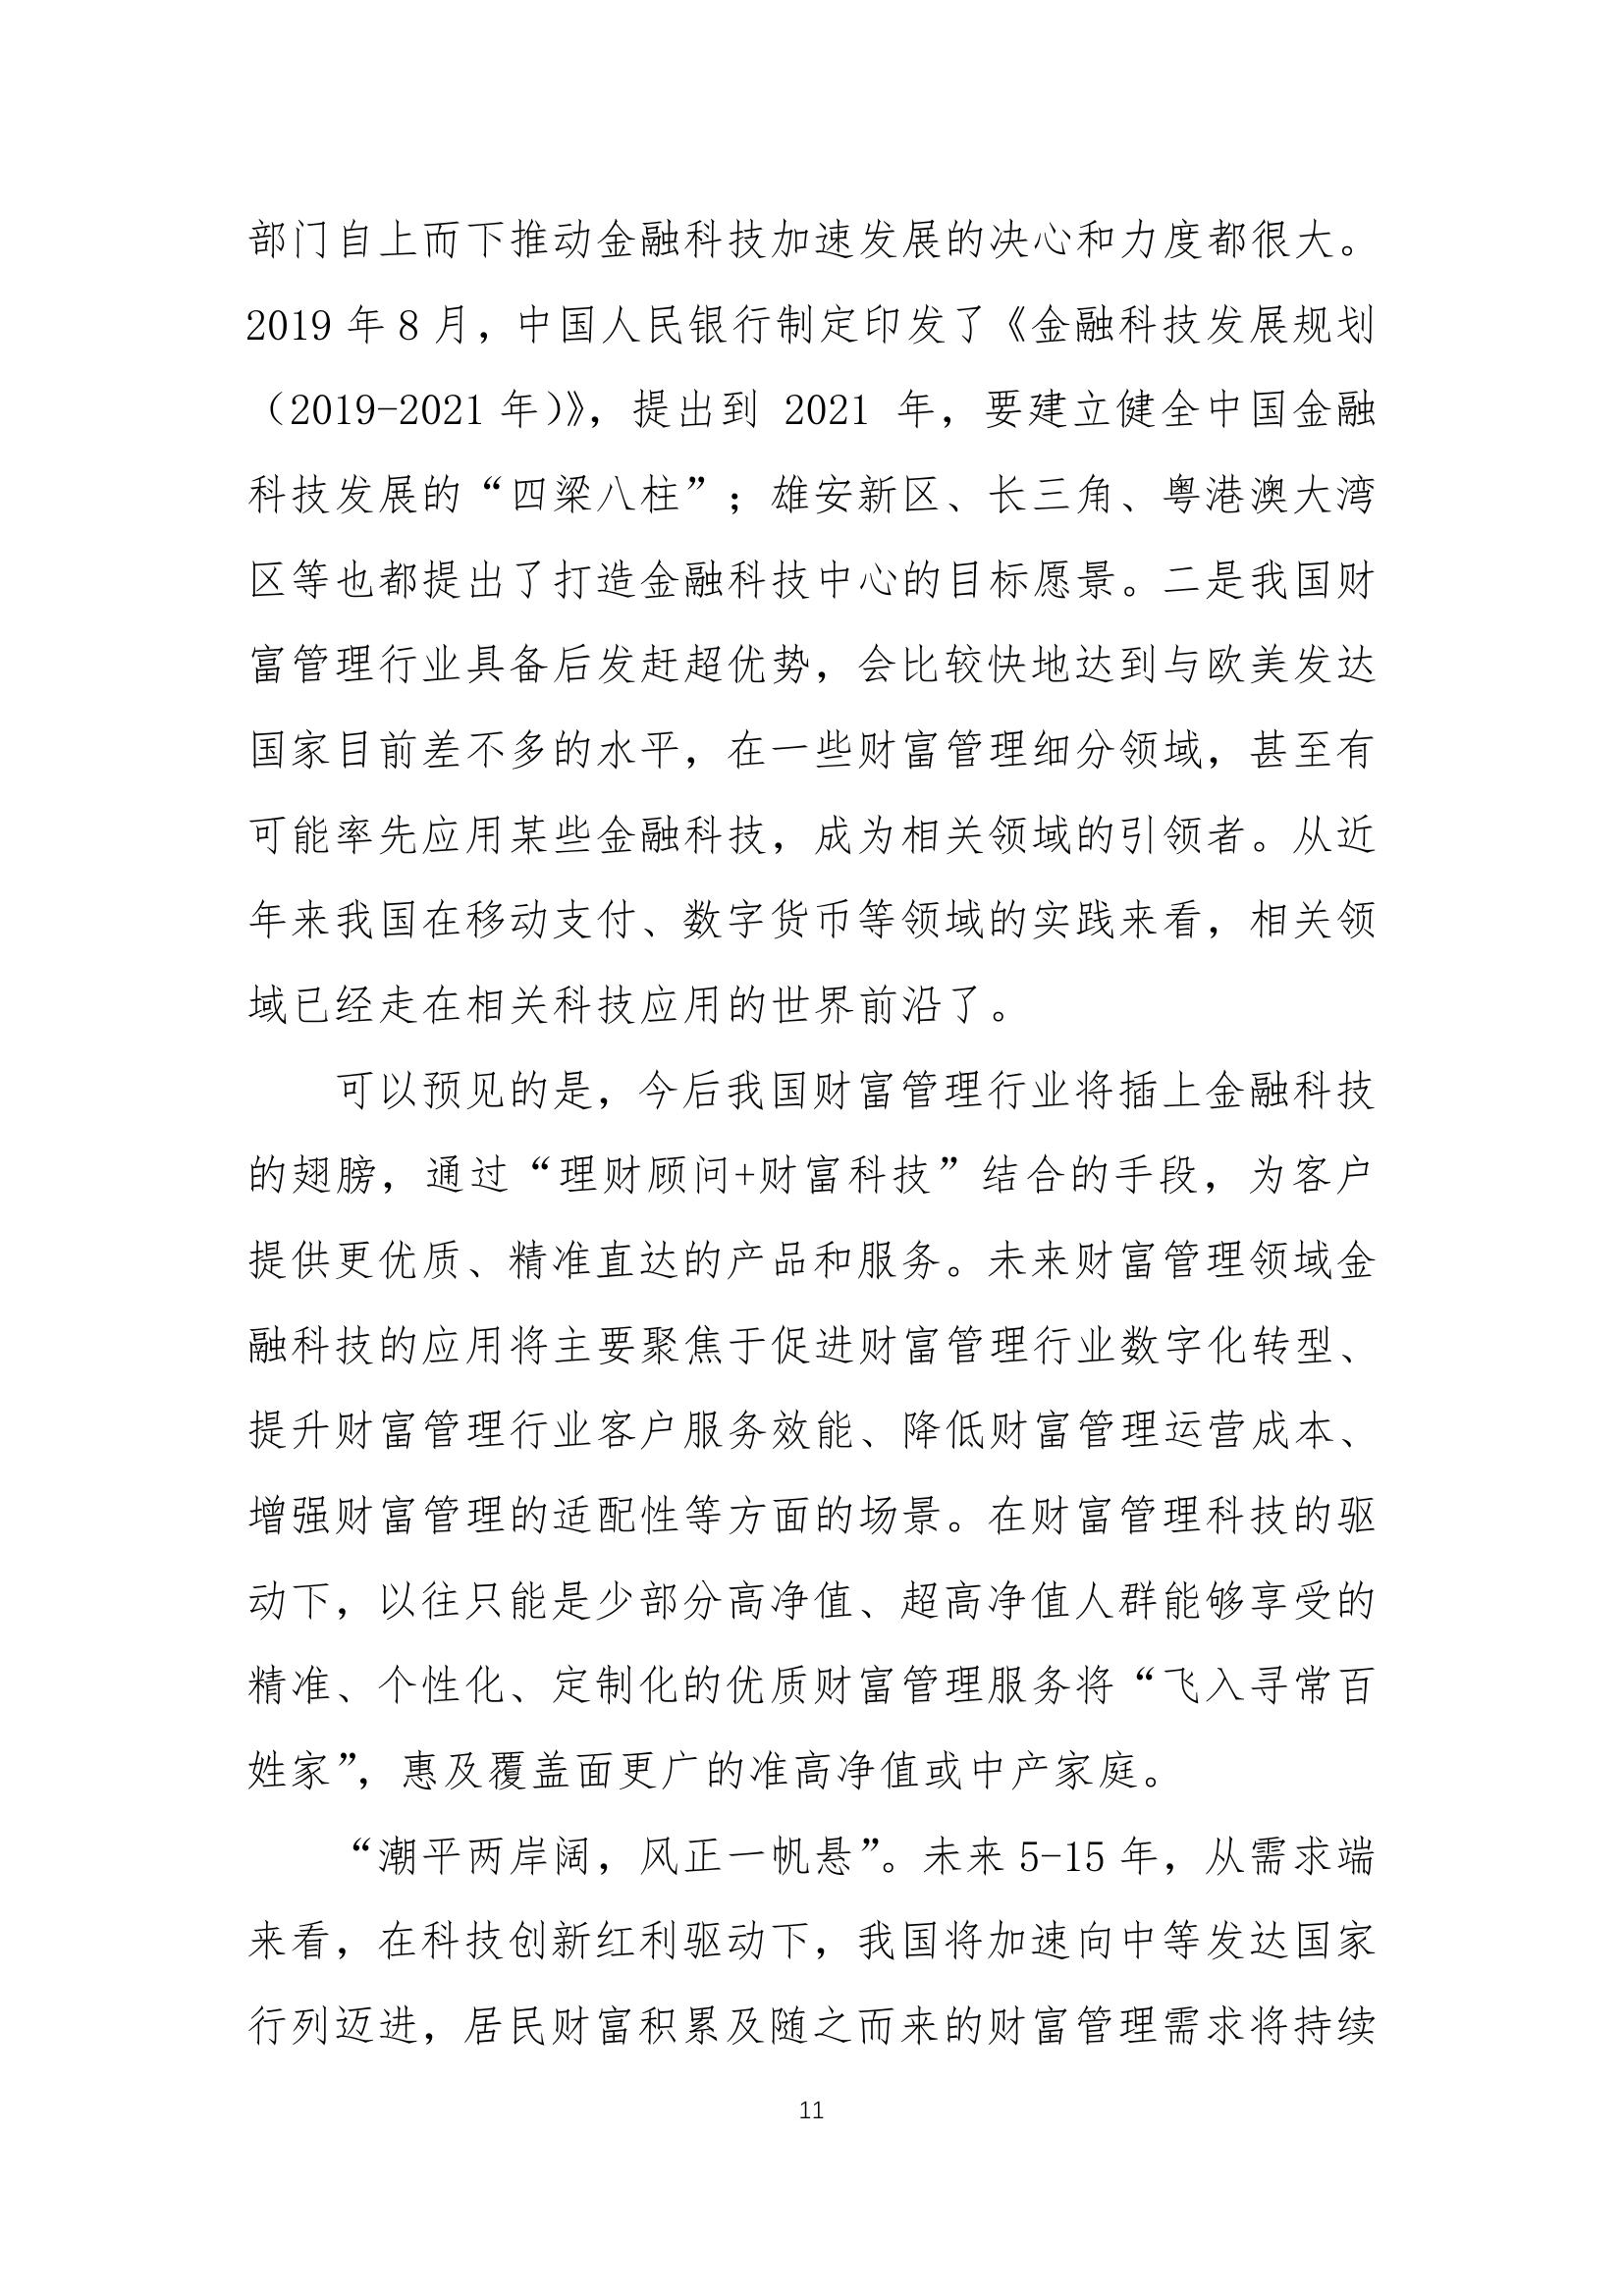 部门自上而下推动金融科技加速发展的决心和力度都很大。
2019 年 8 月，中国人民银行制定印发了《金融科技发展规划
（2019-2021 年）》，提出到 2021 年，要建立健全中国金融
科技发展的“四梁八柱”；雄安新区、长三角、粤港澳大湾
区等也都提出了打造金融科技中心的目标愿景。二是我国财
富管理行业具备后发赶超优势，会比较快地达到与欧美发达
国家目前差不多的水平，在一些财富管理细分领域，甚至有
可能率先应用某些金融科技，成为相关领域的引领者。从近
年来我国在移动支付、数字货币等领域的实践来看，相关领
域已经走在相关科技应用的世界前沿了。
可以预见的是，今后我国财富管理行业将插上金融科技
的翅膀，通过“理财顾问+财富科技”结合的手段，为客户
提供更优质、精准直达的产品和服务。未来财富管理领域金
融科技的应用将主要聚焦于促进财富管理行业数字化转型、
提升财富管理行业客户服务效能、降低财富管理运营成本、
增强财富管理的适配性等方面的场景。在财富管理科技的驱
动下，以往只能是少部分高净值、超高净值人群能够享受的
精准、个性化、定制化的优质财富管理服务将“飞入寻常百
姓家”，惠及覆盖面更广的准高净值或中产家庭。
“潮平两岸阔，风正一帆悬”。未来 5-15 年，从需求端
来看，在科技创新红利驱动下，我国将加速向中等发达国家
行列迈进，居民财富积累及随之而来的财富管理需求将持续
11